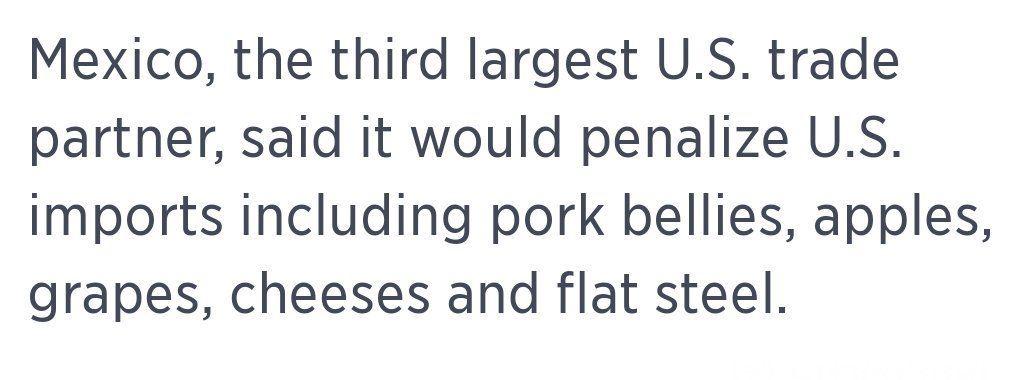 Mexico, the third largest U.S. trade
partner, said it would penalize U.S.
imports including pork bellies, apples,
grapes, cheeses and flat steel.